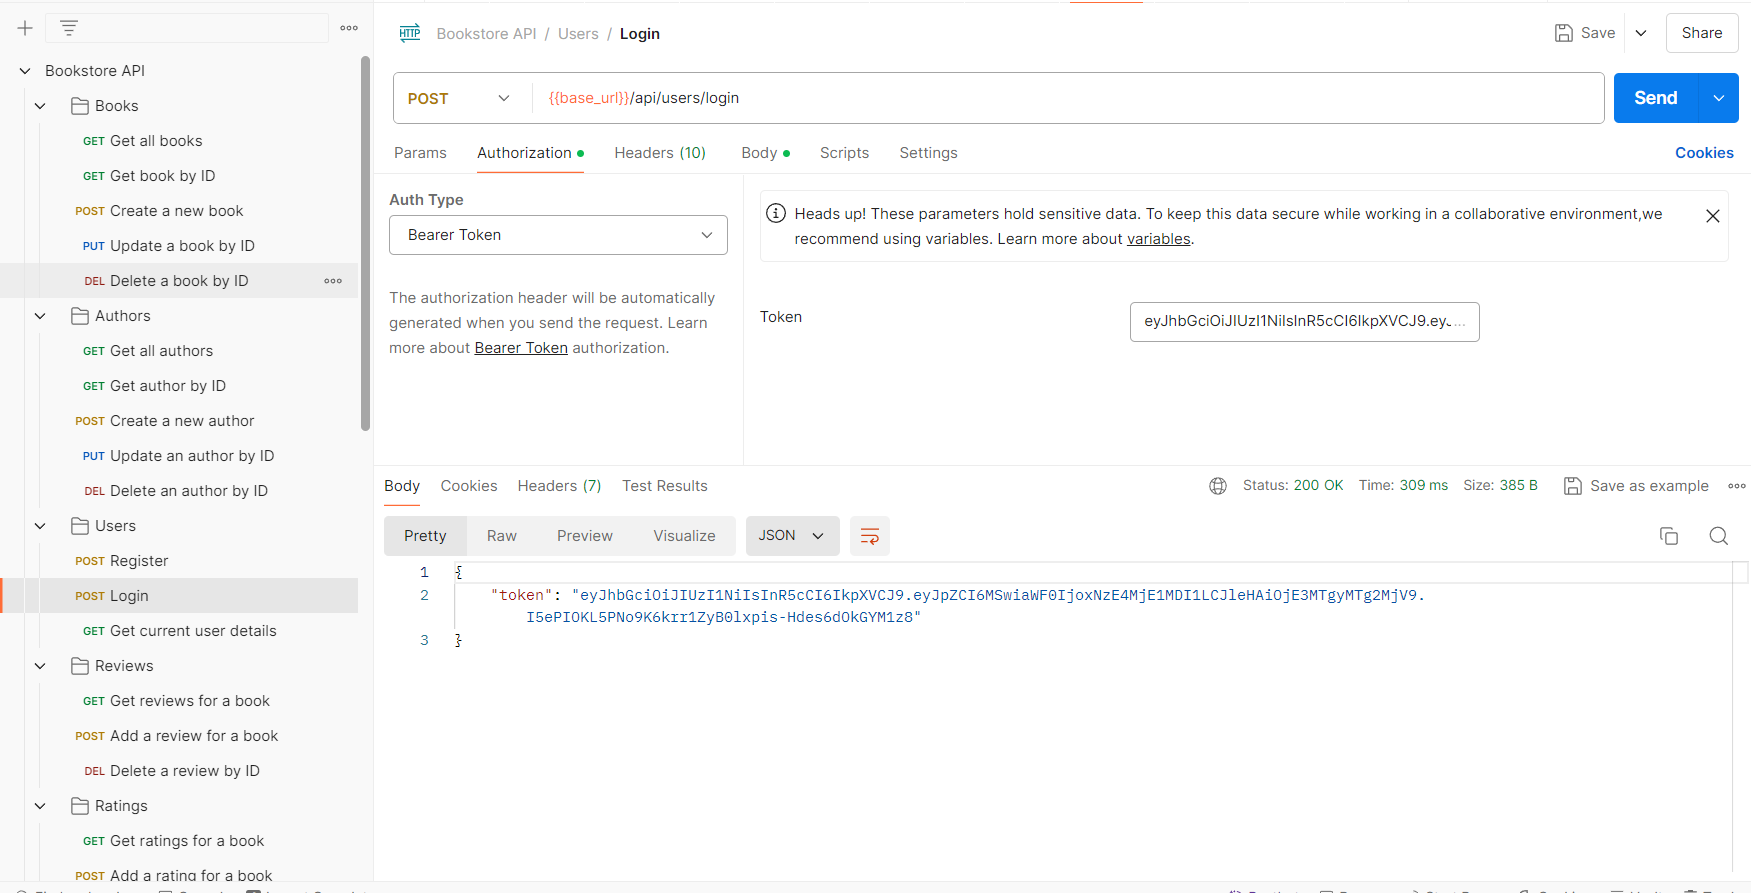 Bookstore API
Books
GET Get all books
GET Get book by ID
POST Create a new book
PUT Update a book by ID
DEL Delete a book by ID
Authors
GET Get all authors
GET Get author by ID
POST Create a new author
PUT Update an author by ID
DEL Delete an author by ID
Users
POST Register
POST Login
GET Get current user details
Reviews
GET Get reviews for a book
POST Add a review for a book
DEL Delete a review by ID
Ratings
GET Get ratings for a book
POST Add a rating for a book
HTTP Bookstore API / Users / Login
Save
Share
POST {{base_url}}/api/users/login
Send
Params Authorization Headers (10) Body Scripts Settings
Cookies
Auth Type
Bearer Token
The authorization header will be automatically
generated when you send the request. Learn
more about Bearer Token authorization.
Heads up! These parameters hold sensitive data. To keep this data secure while working in a collaborative environment,we
recommend using variables. Learn more about variables.
Token
eyJhbGciOiJIUzI1NiIsInR5cCI6IkpXVCJ9.eyJ...
Body Cookies Headers (7) Test Results
Status: 200 OK Time: 309 ms Size: 385 B Save as example
Pretty Raw Preview Visualize JSON
1 {
2 "token": "eyJhbGciOiJIUzI1NiIsInR5cCI6IkpXVCJ9.eyJpZCI6MSwiaWF0IjoxNzE4MjE1MDI1LCJleHAiOjE3MTgyMTg2MjV9.
I5ePIOKL5PNo9K6krr1ZyB0lxpis-Hdes6dOkGYM1z8"
3 }